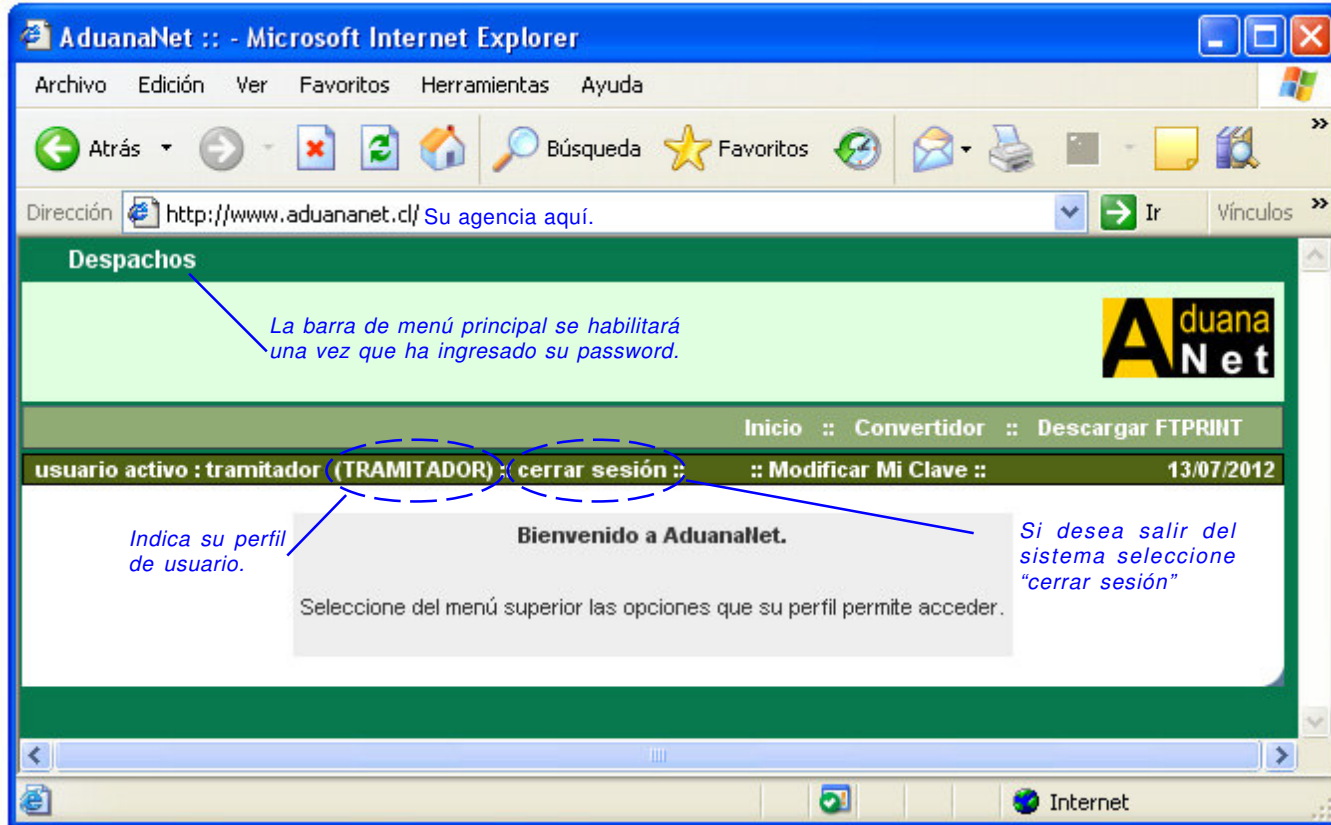 AduanaNet :: - Microsoft Internet Explorer
Archivo Edición Ver Favoritos Herramientas Ayuda
Atrás Búsqueda Favoritos »
Dirección http://www.aduananet.cl/ Su agencia aquí. Ir Vínculos »
Despachos
La barra de menú principal se habilitará
una vez que ha ingresado su password.
Aduana
Net
Inicio :: Convertidor :: Descargar FTPRINT
usuario activo : tramitador (TRAMITADOR) :: cerrar sesión :: :: Modificar Mi Clave :: 13/07/2012
Indica su perfil
de usuario.
Bienvenido a AduanaNet.
Si desea salir del
sistema seleccione
“cerrar sesión”
Seleccione del menú superior las opciones que su perfil permite acceder.
Internet